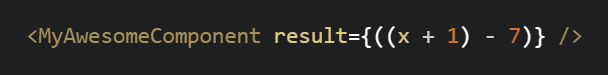 <MyAwesomeComponent result={((x + 1) - 7)} />